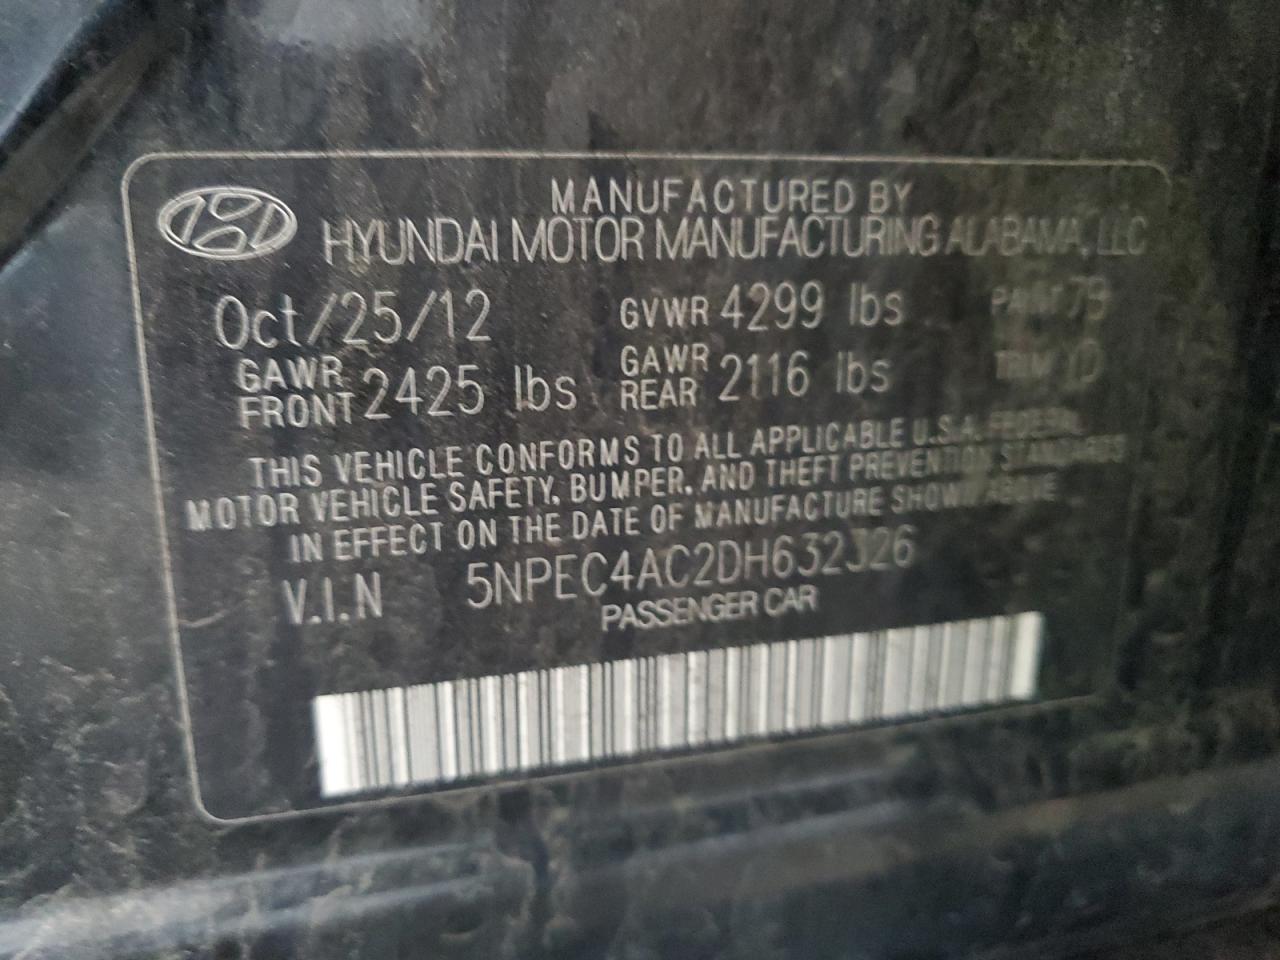 MANUFACTURED BY
HYUNDAI MOTOR MANUFACTURING ALABAMA, LLC
Oct/25/12 GVWR 4299 lbs PAINT
GAWR FRONT 2425 lbs GAWR REAR 2116 lbs TRIM
THIS VEHICLE CONFORMS TO ALL APPLICABLE U.S.A. FEDERAL
MOTOR VEHICLE SAFETY, BUMPER, AND THEFT PREVENTION STANDARDS
IN EFFECT ON THE DATE OF MANUFACTURE SHOWN ABOVE
V.I.N 5NPEC4AC2DH632326
PASSENGER CAR